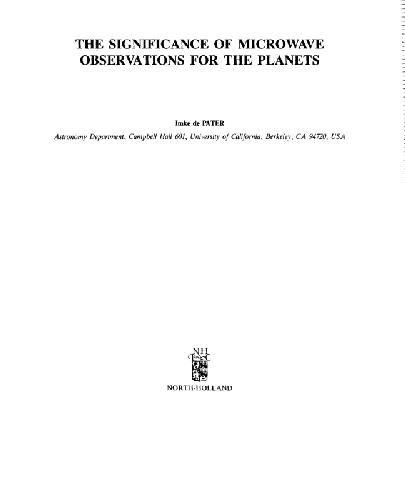 THE SIGNIFICANCE OF MICROWAVE
OBSERVATIONS FOR THE PLANETS
Imke de PATER
Astronomy Department, Campbell Hall 601, University of California, Berkeley, CA 94720, USA
NH
NORTH-HOLLAND